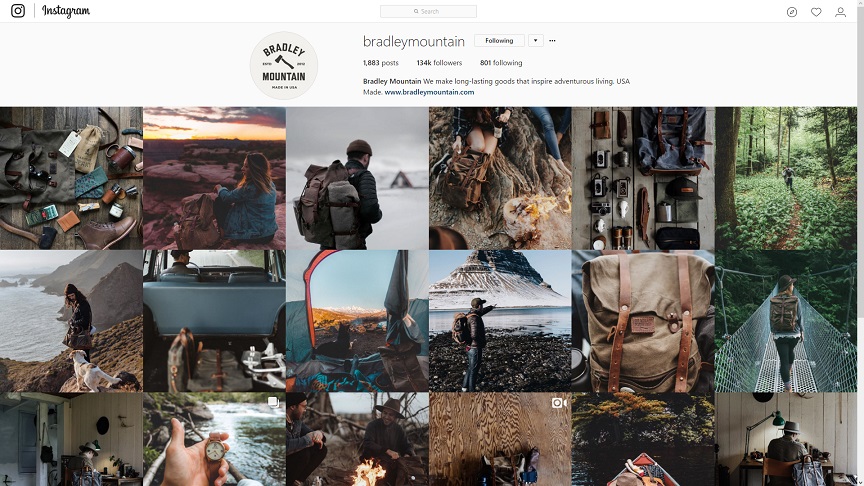 Instagram
Search
BRADLEY
ESTD 2012
MOUNTAIN
MADE IN USA
bradleymountain
Following
1,883 posts 134k followers 801 following
Bradley Mountain We make long-lasting goods that inspire adventurous living. USA
Made. www.bradleymountain.com